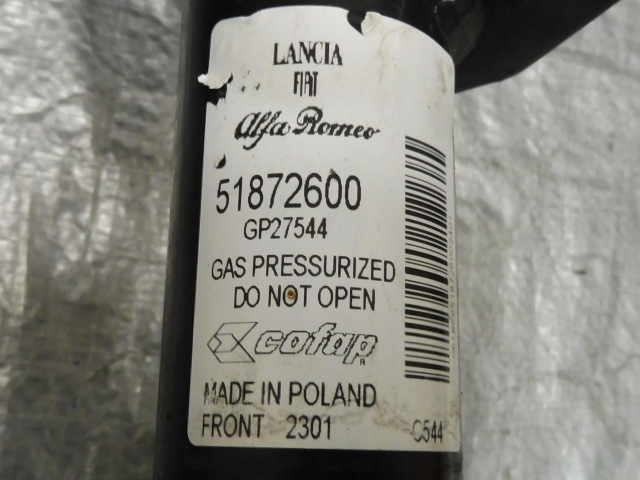 LANCIA
FIAT
Alfa Romeo
51872600
GP27544
GAS PRESSURIZED
DO NOT OPEN
cofap
R
MADE IN POLAND
FRONT 2301
C544